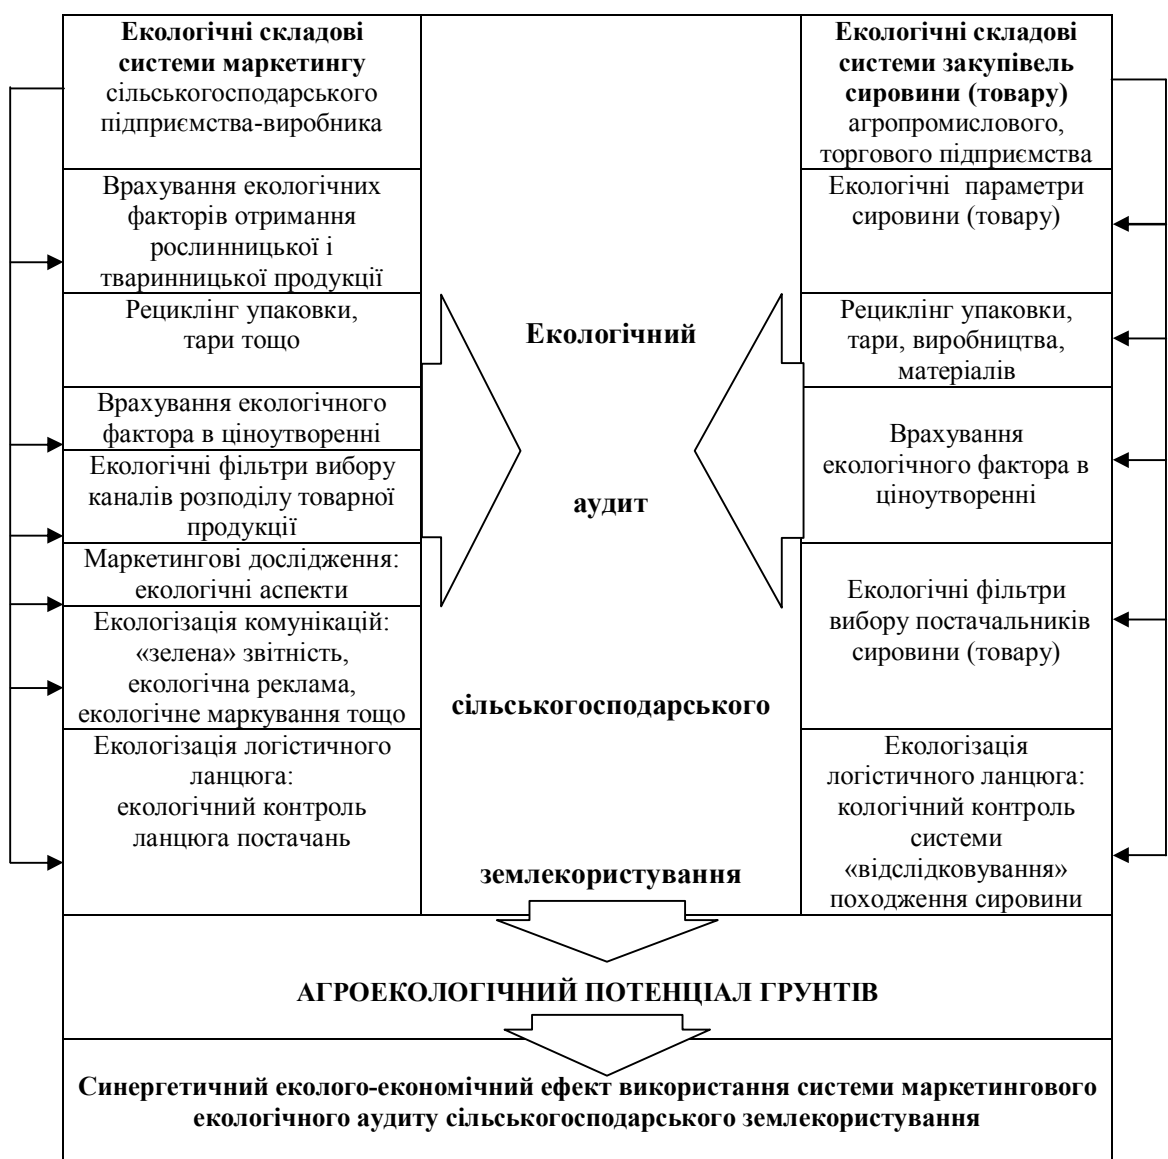 Екологічні складові
системи маркетингу
сільськогосподарського
підприємства-виробника
Врахування екологічних
факторів отримання
рослинницької і
тваринницької продукції
Рециклінг упаковки,
тари тощо
Врахування екологічного
фактора в ціноутворенні
Екологічні фільтри вибору
каналів розподілу товарної
продукції
Маркетингові дослідження:
екологічні аспекти
Екологізація комунікацій:
«зелена» звітність,
екологічна реклама,
екологічне маркування тощо
Екологізація логістичного
ланцюга:
екологічний контроль
ланцюга постачань
Екологічний
аудит
сільськогосподарського
землекористування
Екологічні складові
системи закупівель
сировини (товару)
агропромислового,
торгового підприємства
Екологічні параметри
сировини (товару)
Рециклінг упаковки,
тари, виробництва,
матеріалів
Врахування
екологічного фактора в
ціноутворенні
Екологічні фільтри
вибору постачальників
сировини (товару)
Екологізація
логістичного ланцюга:
кологічний контроль
системи
«відслідковування»
походження сировини
АГРОЕКОЛОГІЧНИЙ ПОТЕНЦІАЛ ГРУНТІВ
Синергетичний еколого-економічний ефект використання системи маркетингового
екологічного аудиту сільськогосподарського землекористування